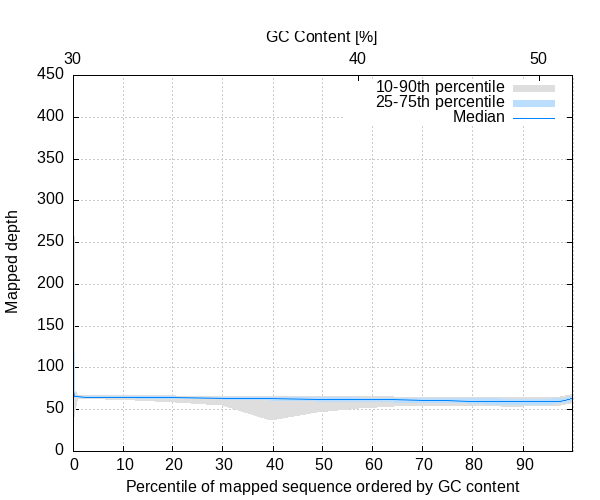 GC Content [%]
30 40 50
450
10-90th percentile
25-75th percentile
Median
400
350
300
250
200
150
100
50
0
Mapped depth
0 10 20 30 40 50 60 70 80 90
Percentile of mapped sequence ordered by GC content